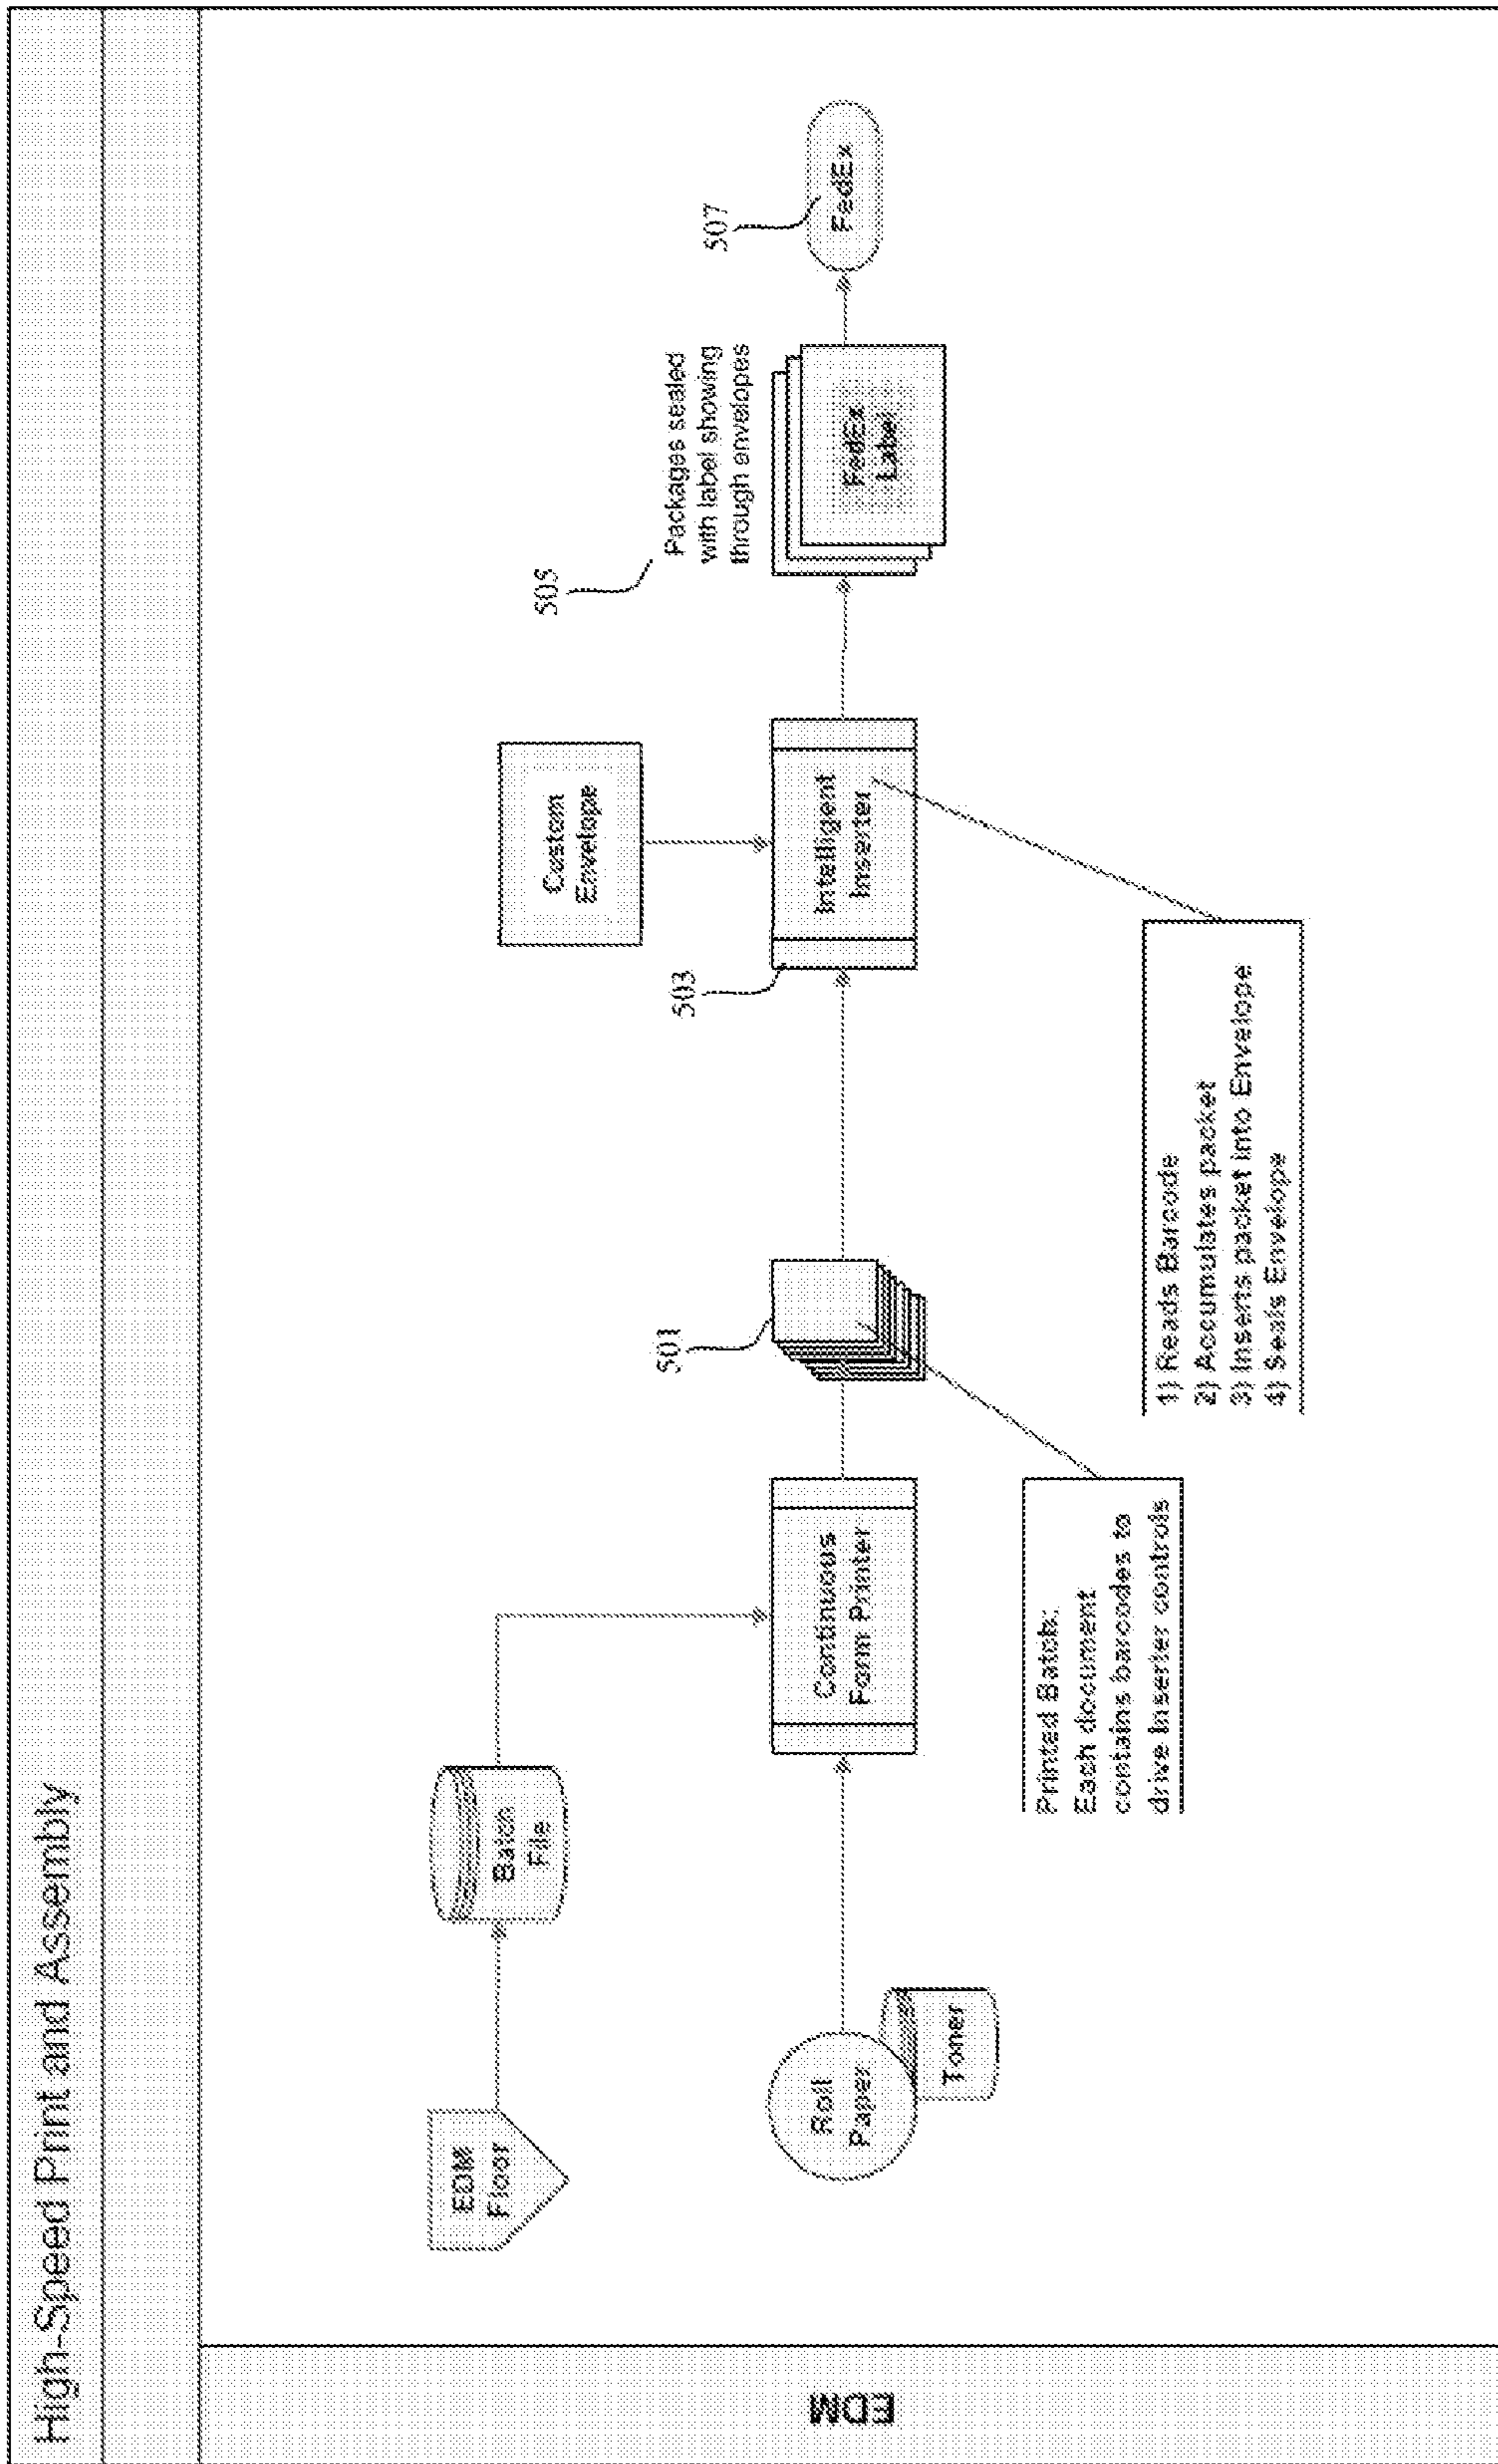 High-Speed Print and Assembly
EDM
EDM
Floor
Batch
File
Roll
Paper
Toner
Continuous
Form Printer
Printed Batch:
Each document
contains barcodes to
drive Inserter controls
501
503
Custom
Envelope
Intelligent
Inserter
1) Reads Barcode
2) Accumulates packet
3) Inserts packet into Envelope
4) Seals Envelope
505
Packages sealed
with label showing
through envelopes
FedEx
Label
507
FedEx